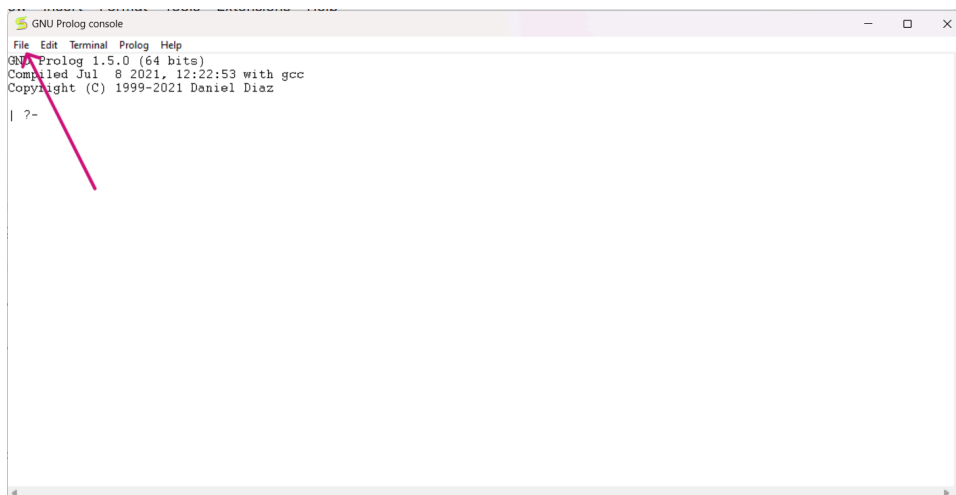 GNU Prolog console
File Edit Terminal Prolog Help
GNU Prolog 1.5.0 (64 bits)
Compiled Jul  8 2021, 12:22:53 with gcc
Copyright (C) 1999-2021 Daniel Diaz
| ?-